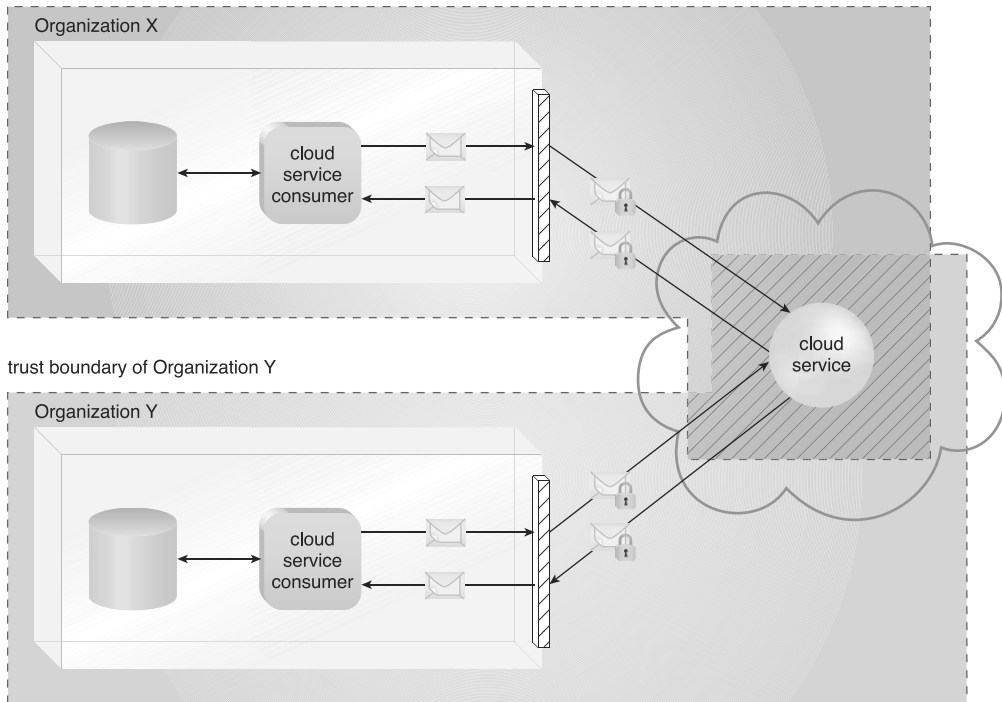 Organization X
cloud
service
consumer
cloud
service
trust boundary of Organization Y
Organization Y
cloud
service
consumer